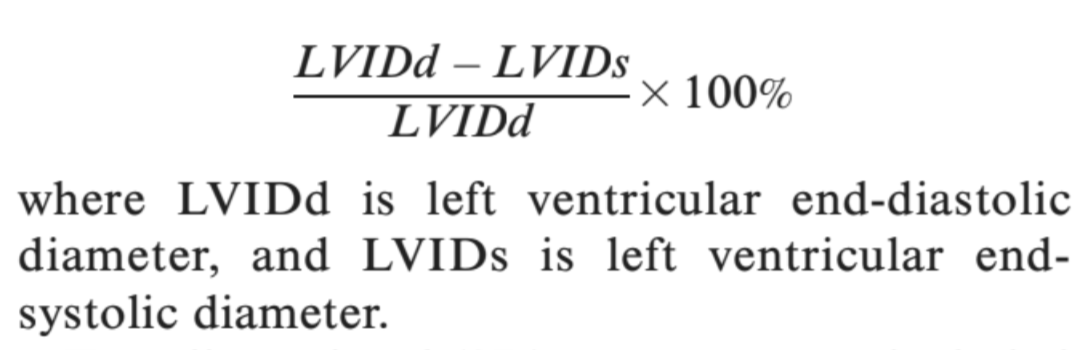 LVIDd – LVIDs
LVIDd
× 100%
where LVIDd is left ventricular end-diastolic
diameter, and LVIDs is left ventricular end-
systolic diameter.